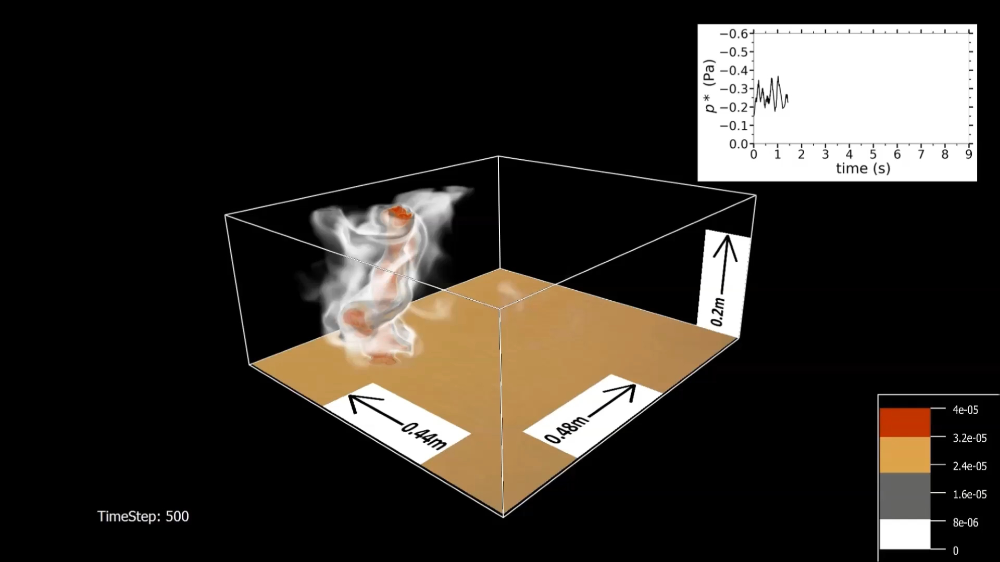 −0.6
−0.5
−0.4
−0.3
−0.2
−0.1
0.0
p* (Pa)
0 1 2 3 4 5 6 7 8 9
time (s)
0.2m
0.44m
0.48m
4e-05
3.2e-05
2.4e-05
1.6e-05
8e-06
0
TimeStep: 500